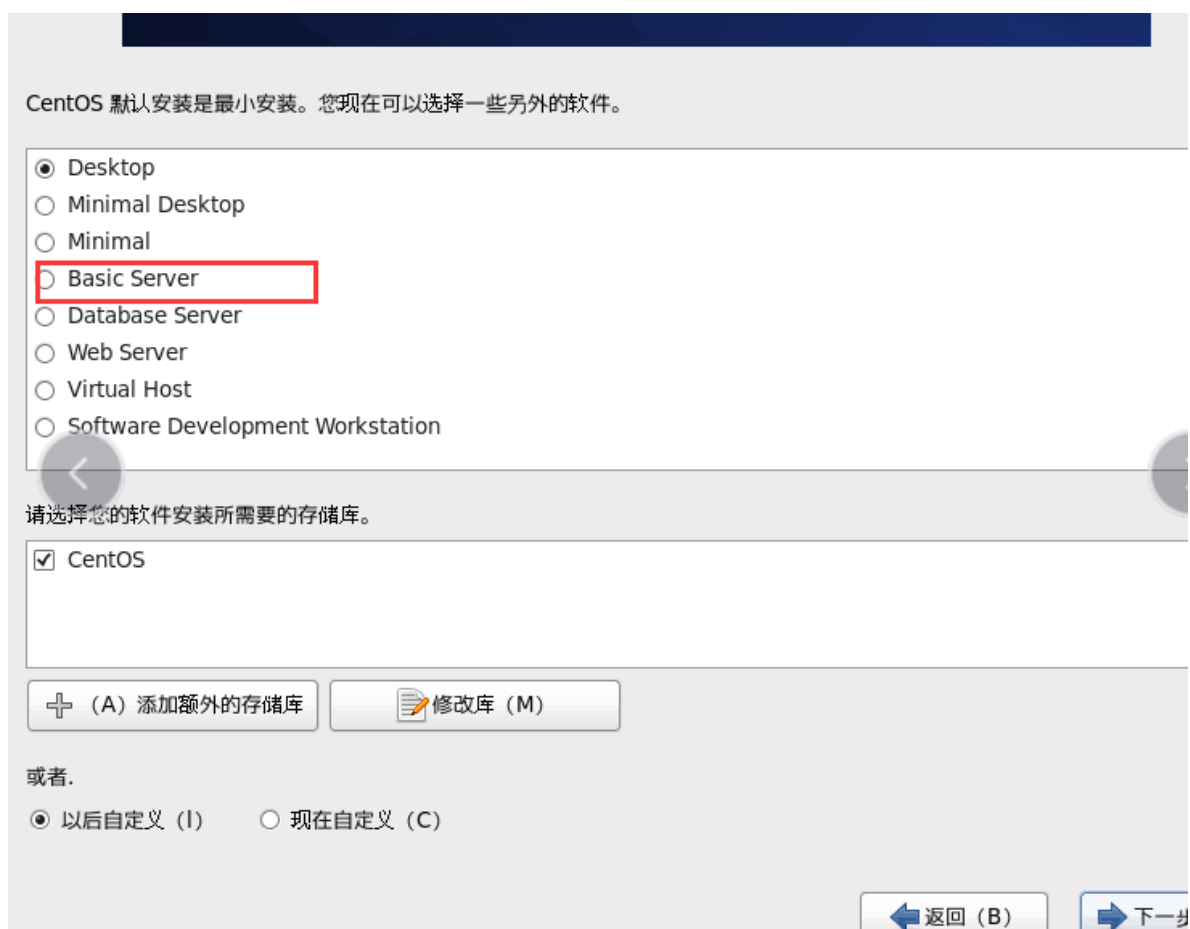 CentOS 默认安装是最小安装。您现在可以选择一些另外的软件。
Desktop
Minimal Desktop
Minimal
Basic Server
Database Server
Web Server
Virtual Host
Software Development Workstation
请选择您的软件安装所需要的存储库。
CentOS
(A) 添加额外的存储库 修改库 (M)
或者.
以后自定义 (l) 现在自定义 (C)
返回 (B) 下一步